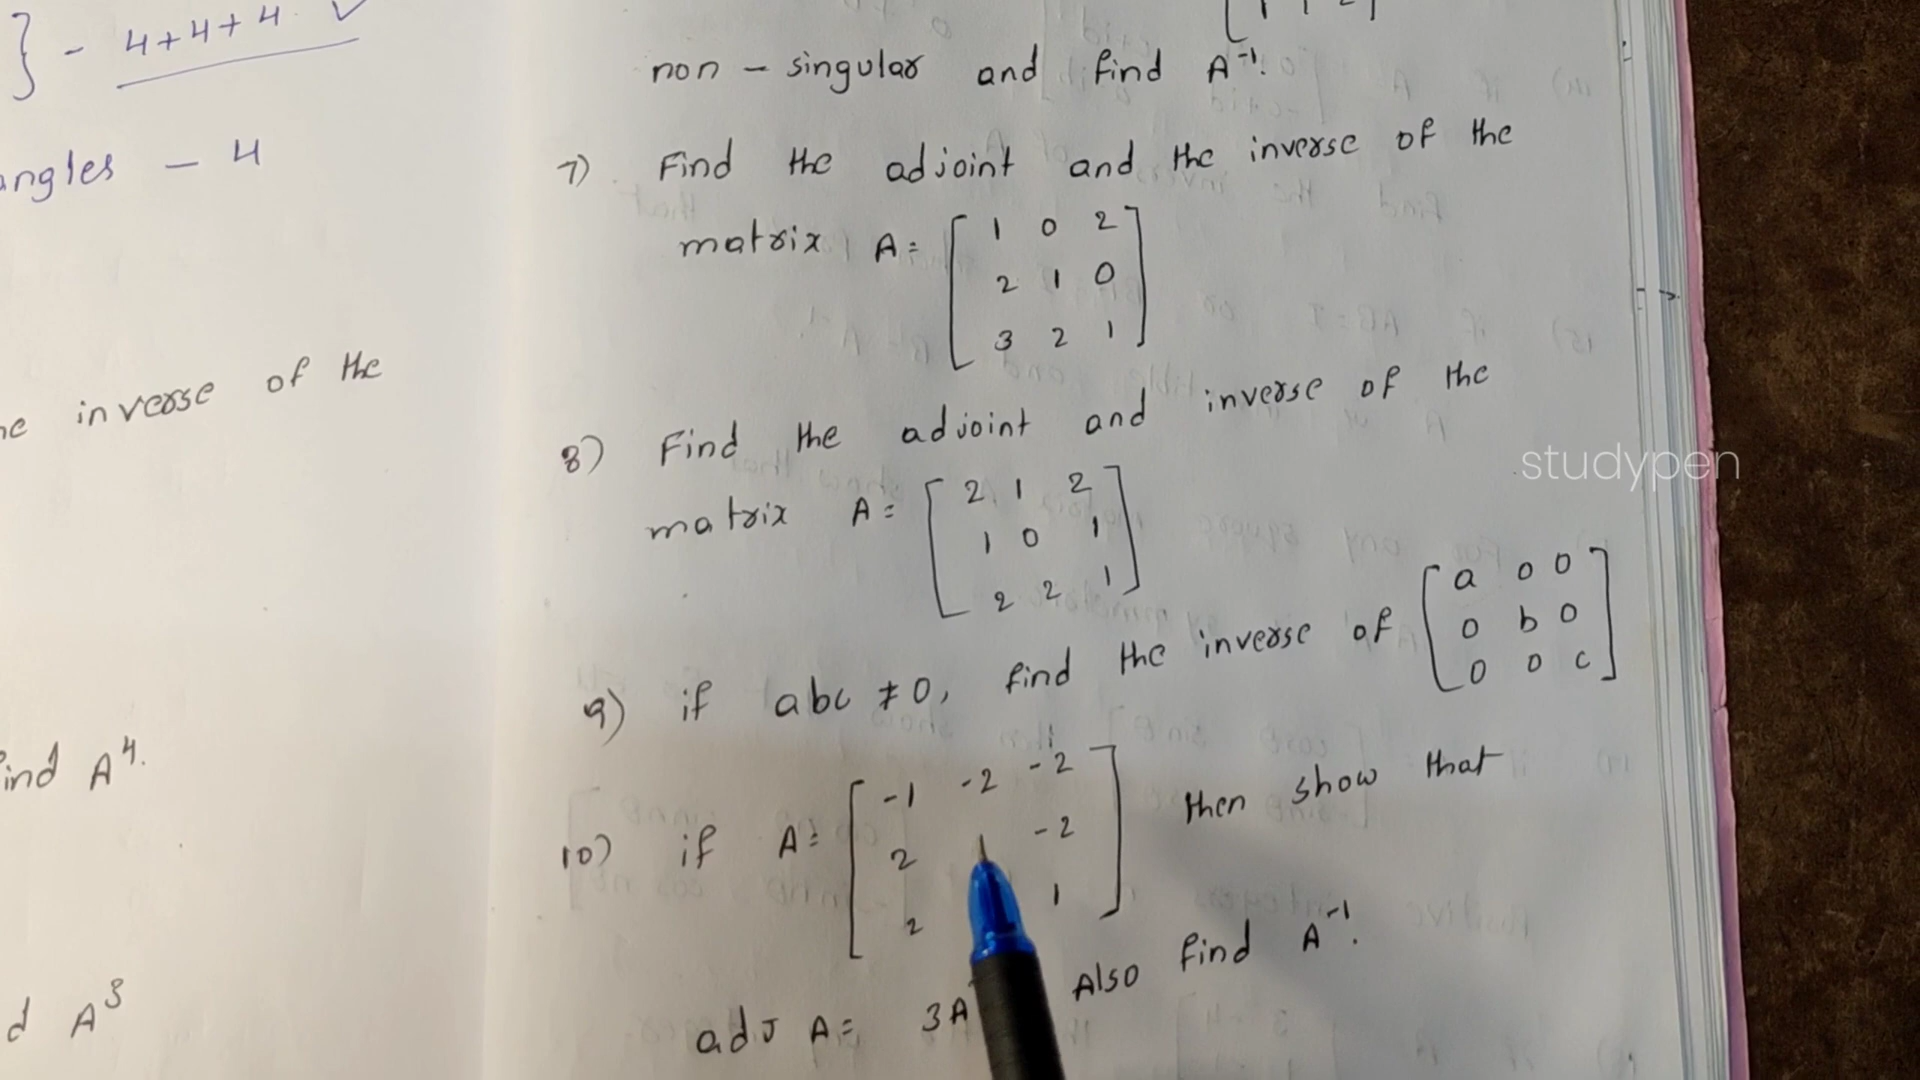 } - 4+4+4. ✓
angles - 4
inverse of the
find A⁴.
d A³
non - singular and find A⁻¹.
7) Find the adjoint and the inverse of the
matrix A = [ 1 0 2
2 1 0
3 2 1 ]
8) Find the adjoint and inverse of the
matrix A = [ 2 1 2
1 0 1
2 2 1 ]
9) if abc ≠ 0, find the inverse of [ a 0 0
0 b 0
0 0 c ]
10) if A = [ -1 -2 -2
2 1 -2
2 1 ] then show that
adj A = 3A Also find A⁻¹.
studypen